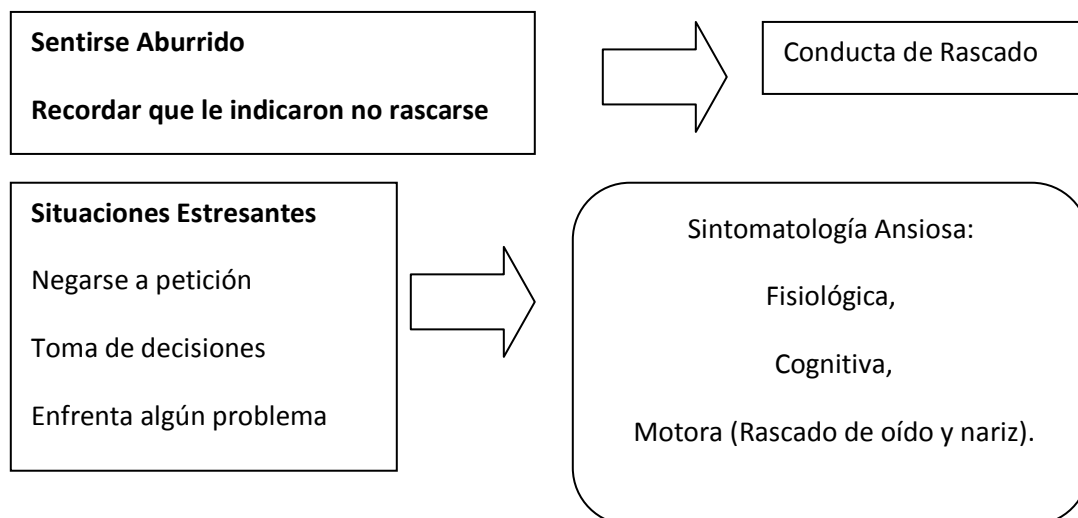 Sentirse Aburrido
Recordar que le indicaron no rascarse
Conducta de Rascado
Situaciones Estresantes
Negarse a petición
Toma de decisiones
Enfrenta algún problema
Sintomatología Ansiosa:
Fisiológica,
Cognitiva,
Motora (Rascado de oído y nariz).